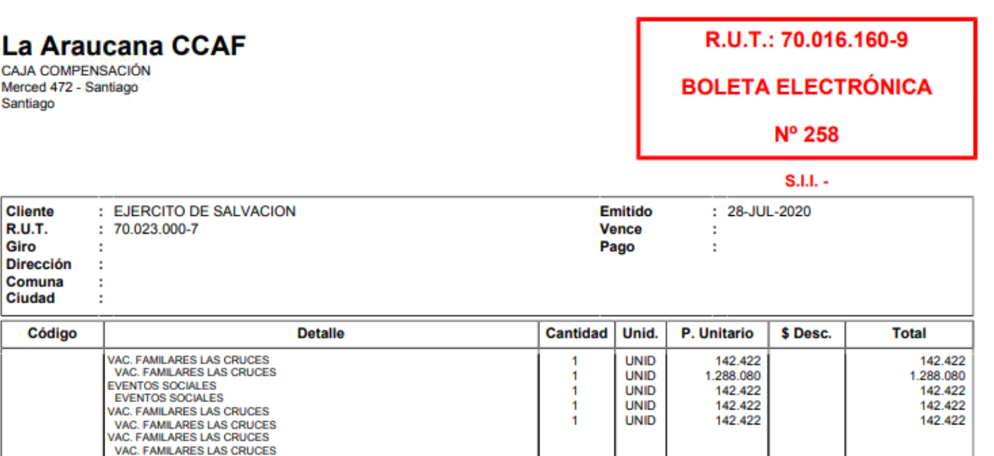 La Araucana CCAF
CAJA COMPENSACIÓN
Merced 472 - Santiago
Santiago
R.U.T.: 70.016.160-9
BOLETA ELECTRÓNICA
Nº 258
S.I.I. -
Cliente : EJERCITO DE SALVACION
R.U.T. : 70.023.000-7
Giro :
Dirección :
Comuna :
Ciudad :
Emitido : 28-JUL-2020
Vence :
Pago :
Código Detalle Cantidad Unid. P. Unitario $ Desc. Total
VAC. FAMILARES LAS CRUCES 1 UNID 142.422 142.422
VAC. FAMILARES LAS CRUCES 1 UNID 1.288.080 1.288.080
EVENTOS SOCIALES 1 UNID 142.422 142.422
EVENTOS SOCIALES 1 UNID 142.422 142.422
VAC. FAMILARES LAS CRUCES 1 UNID 142.422 142.422
VAC. FAMILARES LAS CRUCES
VAC. FAMILARES LAS CRUCES
VAC. FAMILARES LAS CRUCES